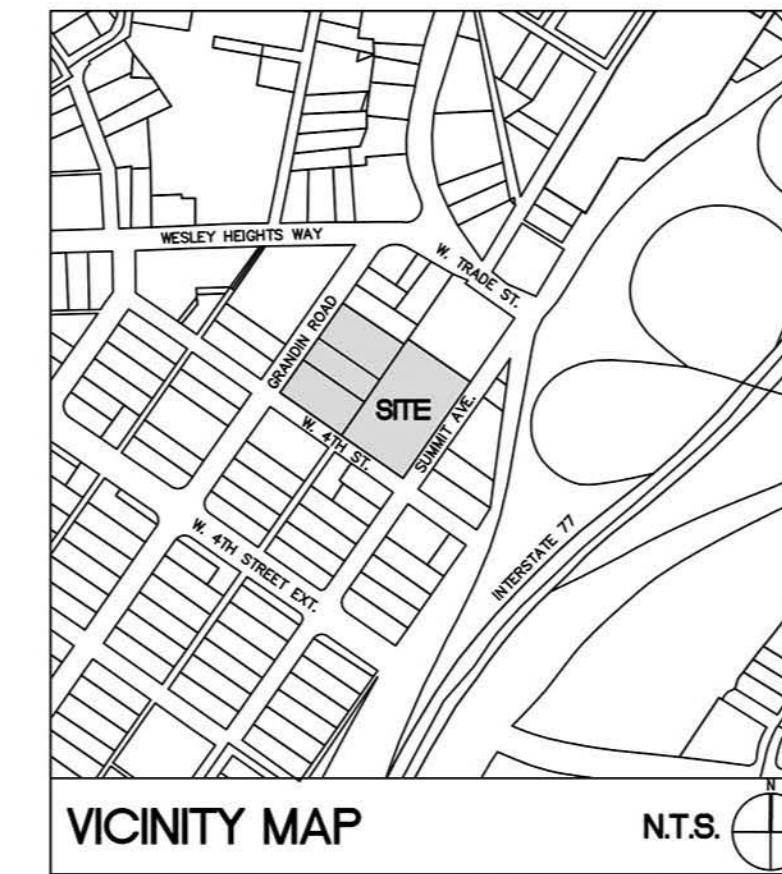 WESLEY HEIGHTS WAY
W. TRADE ST.
GRANDIN ROAD
SITE
W. 4TH ST.
SUMMIT AVE.
W. 4TH STREET EXT.
INTERSTATE 77
VICINITY MAP
N.T.S.
N